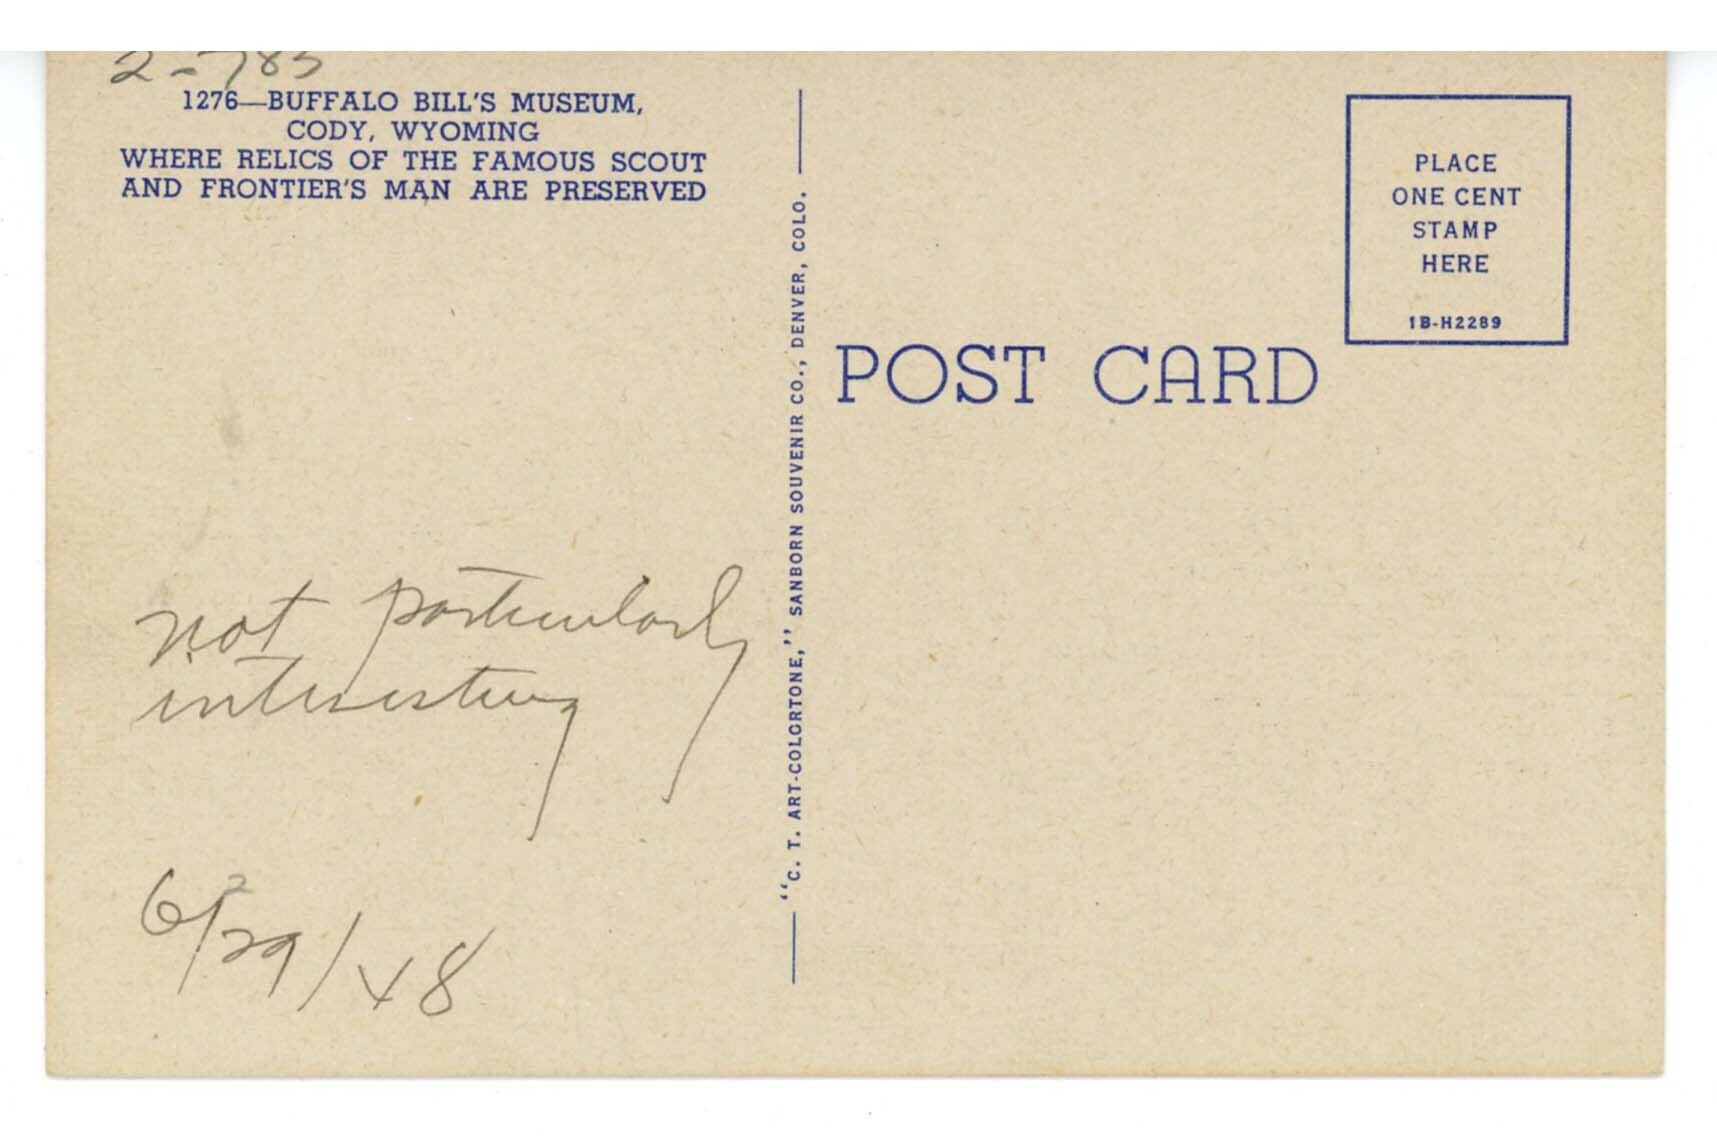 2-785
1276—BUFFALO BILL'S MUSEUM,
CODY, WYOMING
WHERE RELICS OF THE FAMOUS SCOUT
AND FRONTIER'S MAN ARE PRESERVED
not particularly
interesting
6/29/48
"C. T. ART-COLORTONE," SANBORN SOUVENIR CO., DENVER, COLO.
POST CARD
PLACE
ONE CENT
STAMP
HERE
1B-H2289